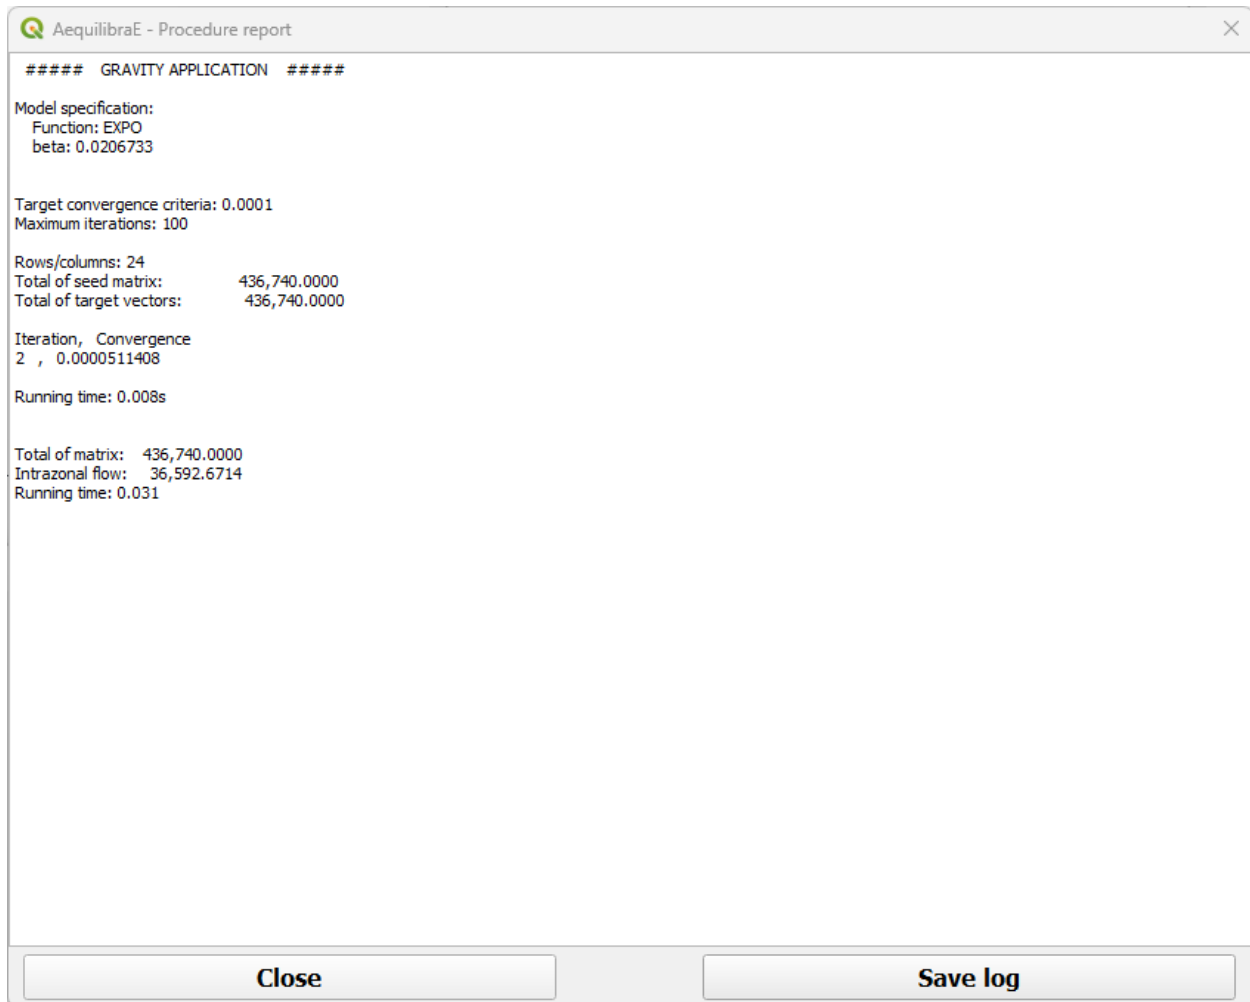 AequilibraE - Procedure report
##### GRAVITY APPLICATION #####
Model specification:
Function: EXPO
beta: 0.0206733
Target convergence criteria: 0.0001
Maximum iterations: 100
Rows/columns: 24
Total of seed matrix: 436,740.0000
Total of target vectors: 436,740.0000
Iteration, Convergence
2 , 0.0000511408
Running time: 0.008s
Total of matrix: 436,740.0000
Intrazonal flow: 36,592.6714
Running time: 0.031
Close
Save log